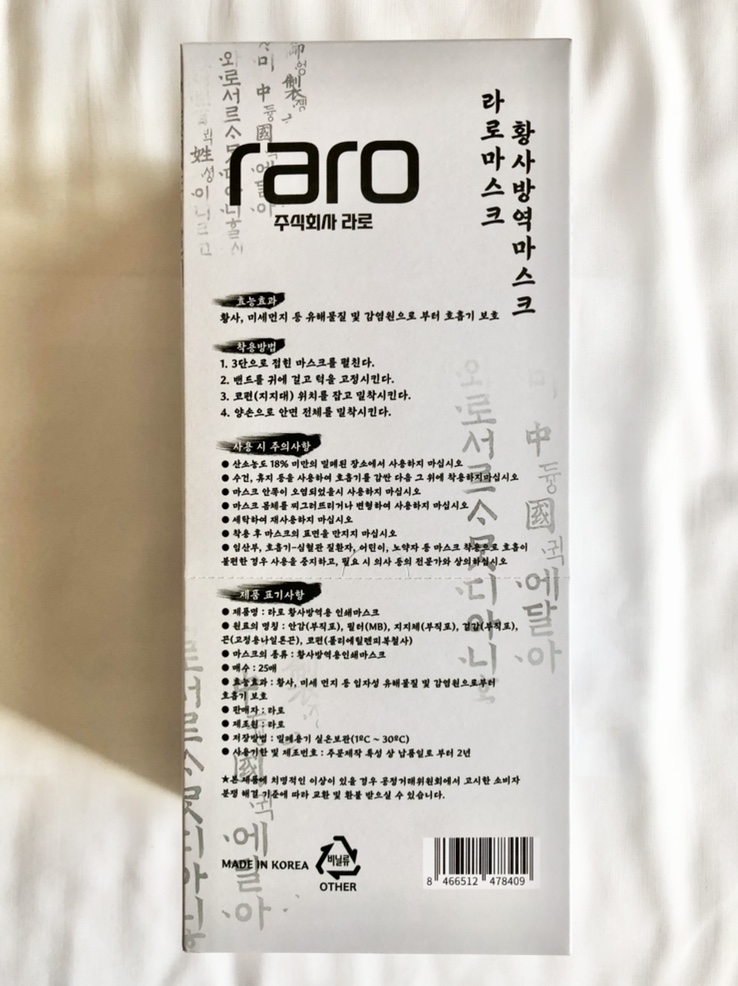 raro
주식회사 라로
라로마스크
황사방역마스크
효능효과
황사, 미세먼지 등 유해물질 및 감염원으로 부터 호흡기 보호
착용방법
1. 3단으로 접힌 마스크를 펼친다.
2. 밴드를 귀에 걸고 턱을 고정시킨다.
3. 코편(지지대) 위치를 잡고 밀착시킨다.
4. 양손으로 안면 전체를 밀착시킨다.
사용 시 주의사항
● 산소농도 18% 미만의 밀폐된 장소에서 사용하지 마십시오
● 수건, 휴지 등을 사용하여 호흡기를 감싼 다음 그 위에 착용하지마십시오
● 마스크 안쪽이 오염되었을시 사용하지 마십시오
● 마스크 몸체를 찌그러뜨리거나 변형하여 사용하지 마십시오
● 세탁하여 재사용하지 마십시오
● 착용 후 마스크의 표면을 만지지 마십시오
● 임산부, 호흡기-심혈관 질환자, 어린이, 노약자 등 마스크 착용으로 호흡이
불편한 경우 사용을 중지하고, 필요 시 의사 등의 전문가와 상의하십시오
제품 표기사항
● 제품명 : 라로 황사방역용 인쇄마스크
● 원료의 명칭 : 안감(부직포), 필터(MB), 지지체(부직포), 겉감(부직포),
끈(고정용나일론끈), 코편(폴리에틸렌피복철사)
● 마스크의 종류 : 황사방역용인쇄마스크
● 매수 : 25매
● 효능효과 : 황사, 미세 먼지 등 입자성 유해물질 및 감염원으로부터
호흡기 보호
● 판매자 : 라로
● 제조원 : 라로
● 저장방법 : 밀폐용기 실온보관(1ºC ~ 30ºC)
● 사용기한 및 제조번호 : 주문제작 특성 상 납품일로 부터 2년
★본 제품에 치명적인 이상이 있을 경우 공정거래위원회에서 고시한 소비자
분쟁 해결 기준에 따라 교환 및 환불 받으실 수 있습니다.
MADE IN KOREA
비닐류
OTHER
8 466512 478409